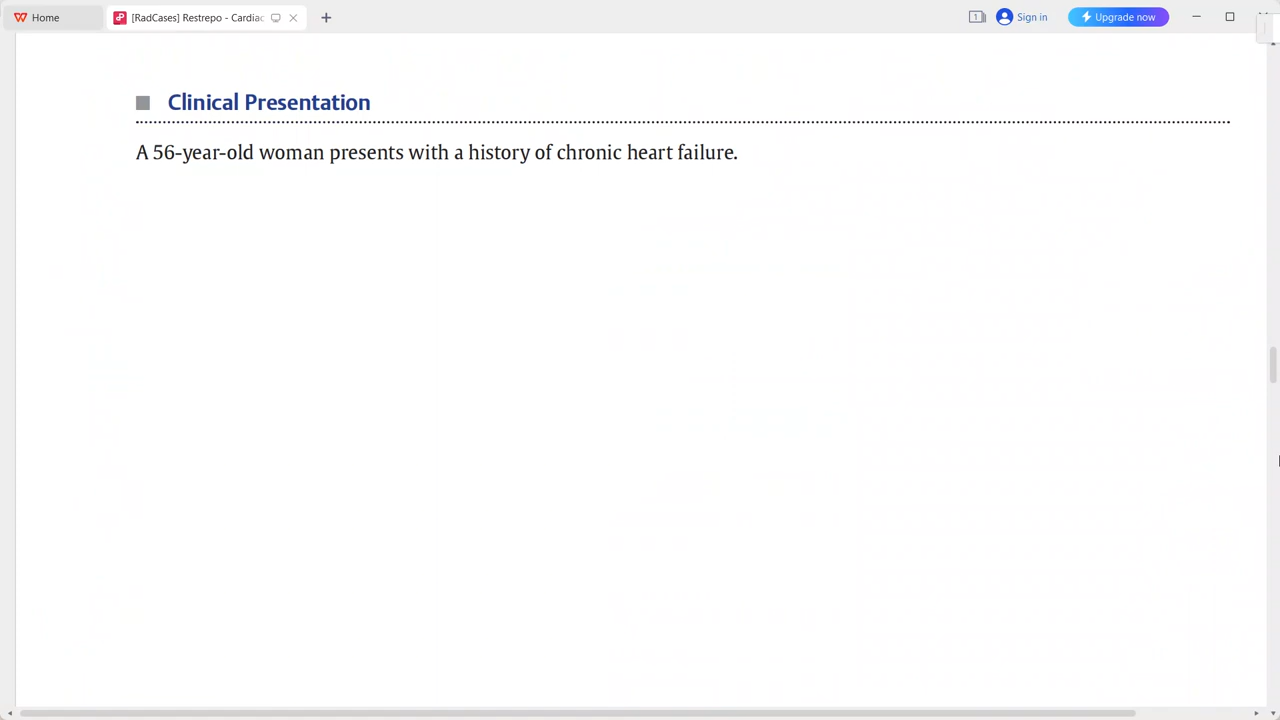 Home
[RadCases] Restrepo - Cardiac
1
Sign in
Upgrade now
Clinical Presentation
A 56-year-old woman presents with a history of chronic heart failure.